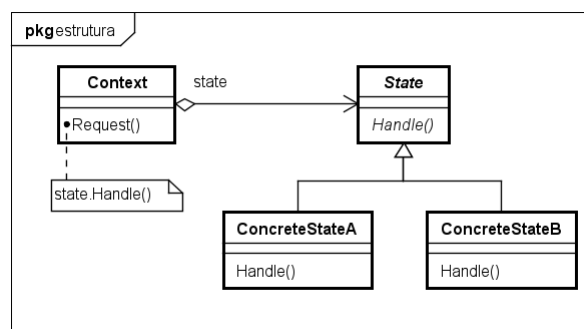 pkg estrutura
Context
state
State
Request()
Handle()
state.Handle()
ConcreteStateA
ConcreteStateB
Handle()
Handle()